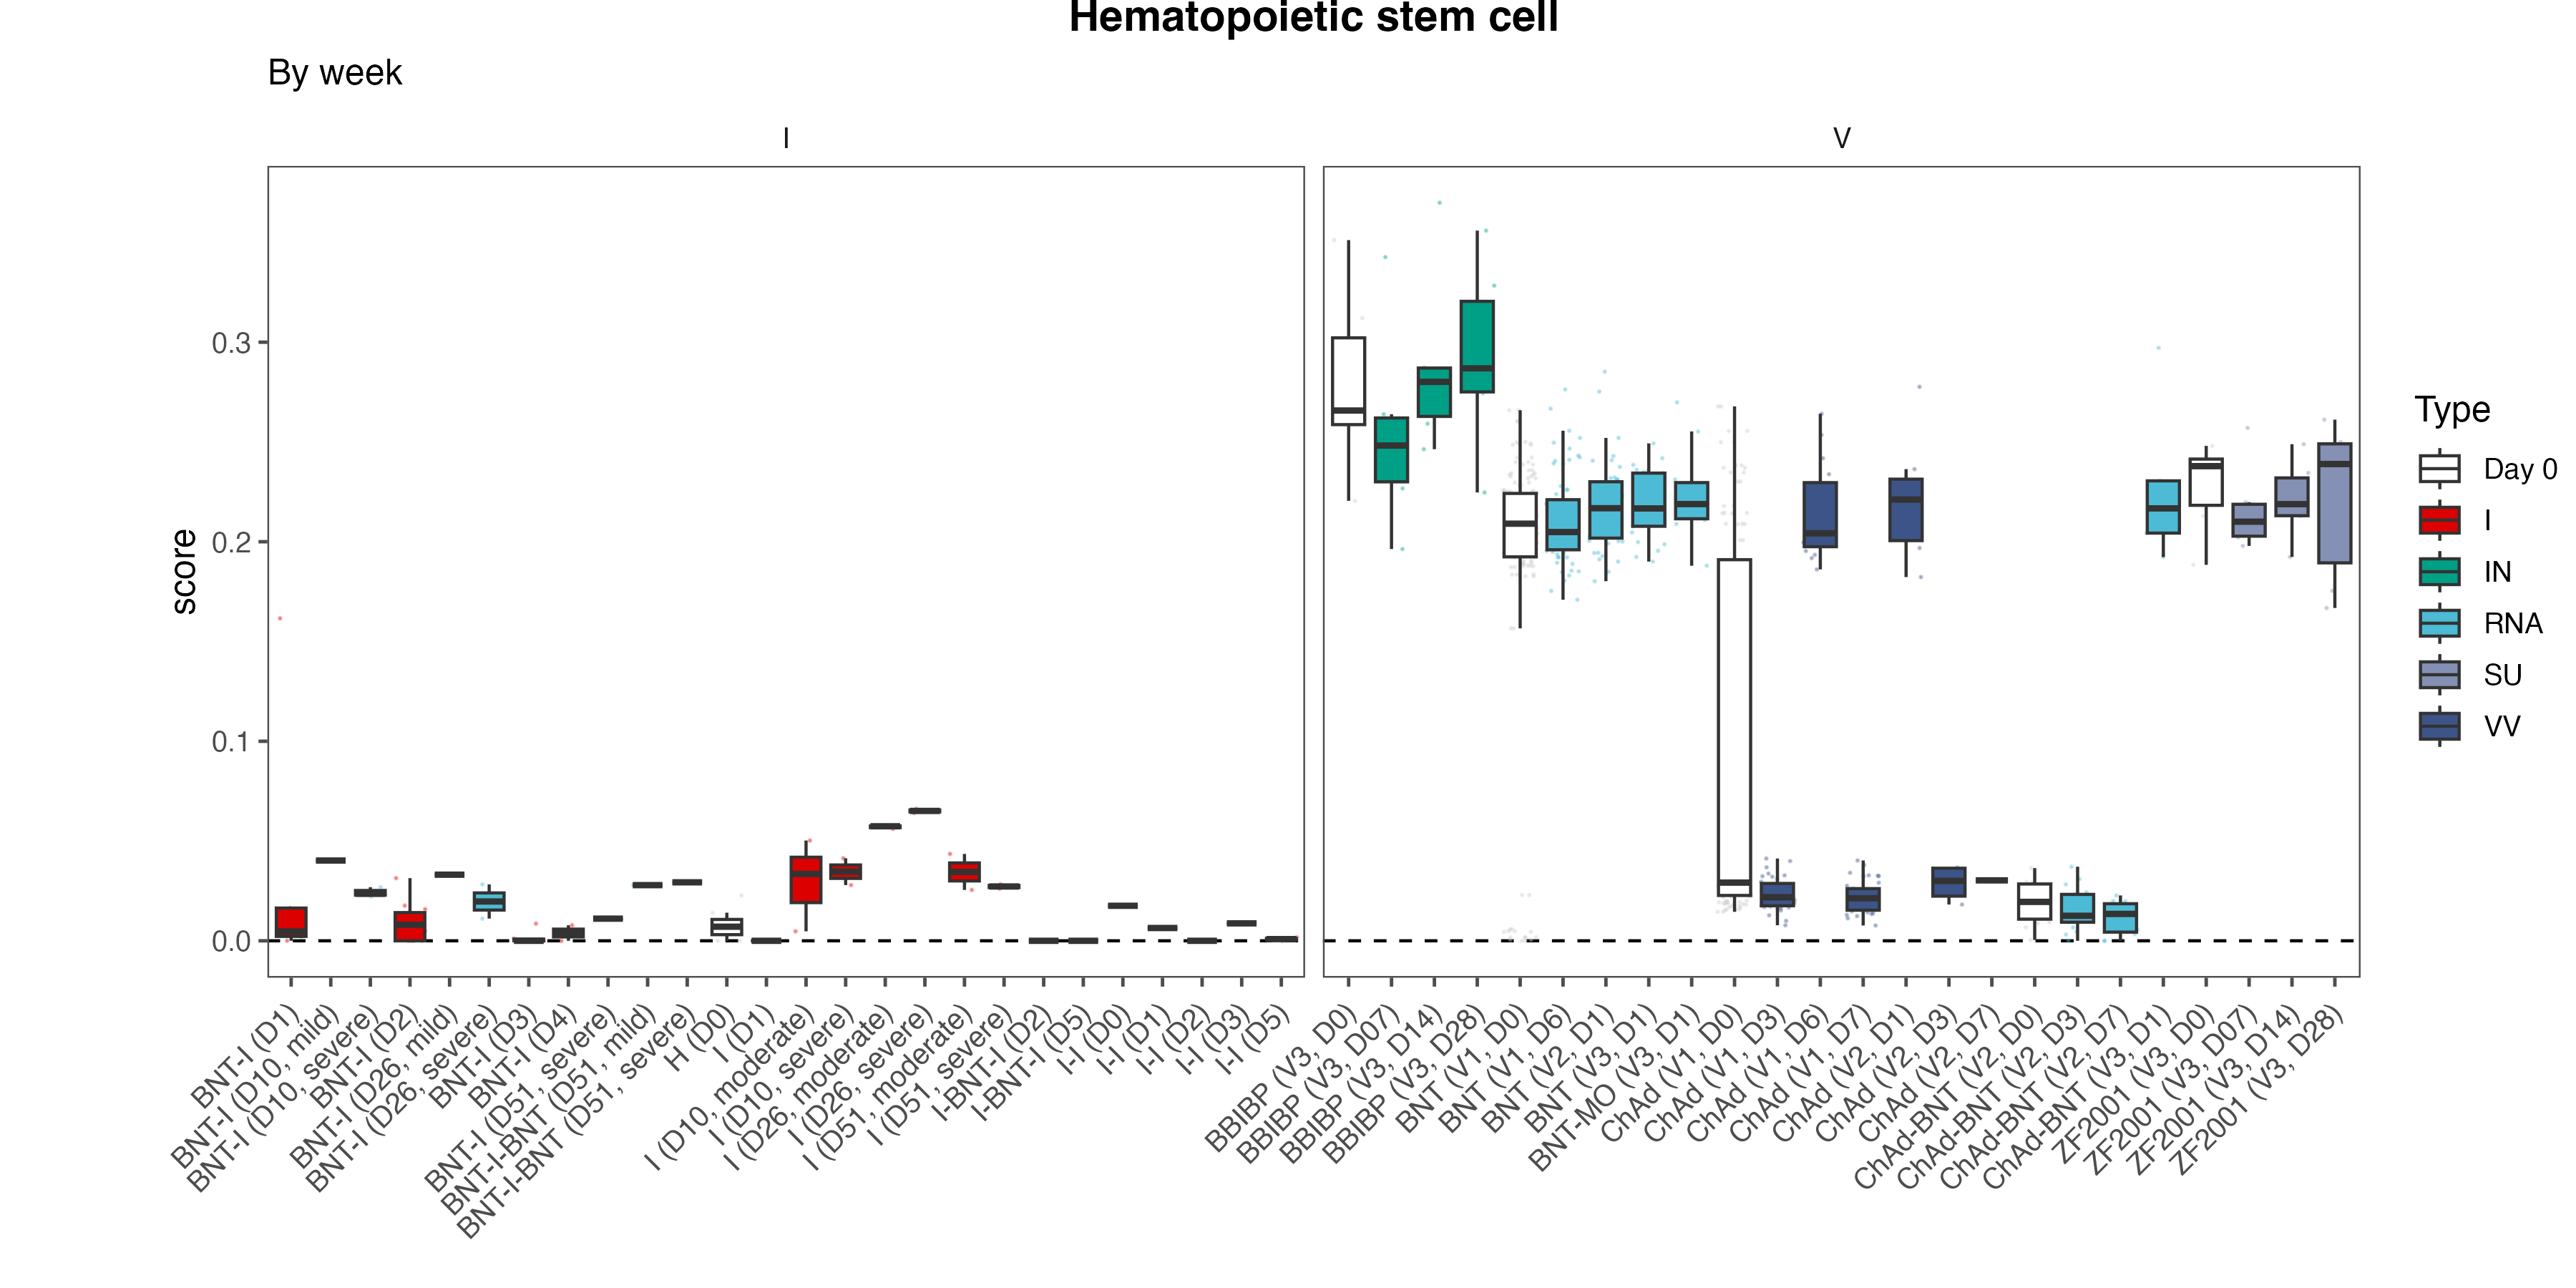 Hematopoietic stem cell
By week
I
V
score
0.3
0.2
0.1
0.0
BNT-I (D1)
BNT-I (D10, mild)
BNT-I (D10, severe)
BNT-I (D2)
BNT-I (D26, mild)
BNT-I (D26, severe)
BNT-I (D3)
BNT-I (D4)
BNT-I (D51, severe)
BNT-I-BNT (D51, mild)
BNT-I-BNT (D51, severe)
H (D0)
I (D1)
I (D10, moderate)
I (D10, severe)
I (D26, moderate)
I (D26, severe)
I (D51, moderate)
I (D51, severe)
I-BNT-I (D2)
I-BNT-I (D5)
I-I (D0)
I-I (D1)
I-I (D2)
I-I (D3)
I-I (D5)
BBIBP (V3, D0)
BBIBP (V3, D07)
BBIBP (V3, D14)
BBIBP (V3, D28)
BNT (V1, D0)
BNT (V1, D6)
BNT (V2, D1)
BNT (V3, D1)
BNT-MO (V3, D1)
ChAd (V1, D0)
ChAd (V1, D3)
ChAd (V1, D6)
ChAd (V1, D7)
ChAd (V2, D1)
ChAd (V2, D3)
ChAd (V2, D7)
ChAd-BNT (V2, D0)
ChAd-BNT (V2, D3)
ChAd-BNT (V2, D7)
ChAd-BNT (V3, D1)
ZF2001 (V3, D0)
ZF2001 (V3, D07)
ZF2001 (V3, D14)
ZF2001 (V3, D28)
Type
Day 0
I
IN
RNA
SU
VV